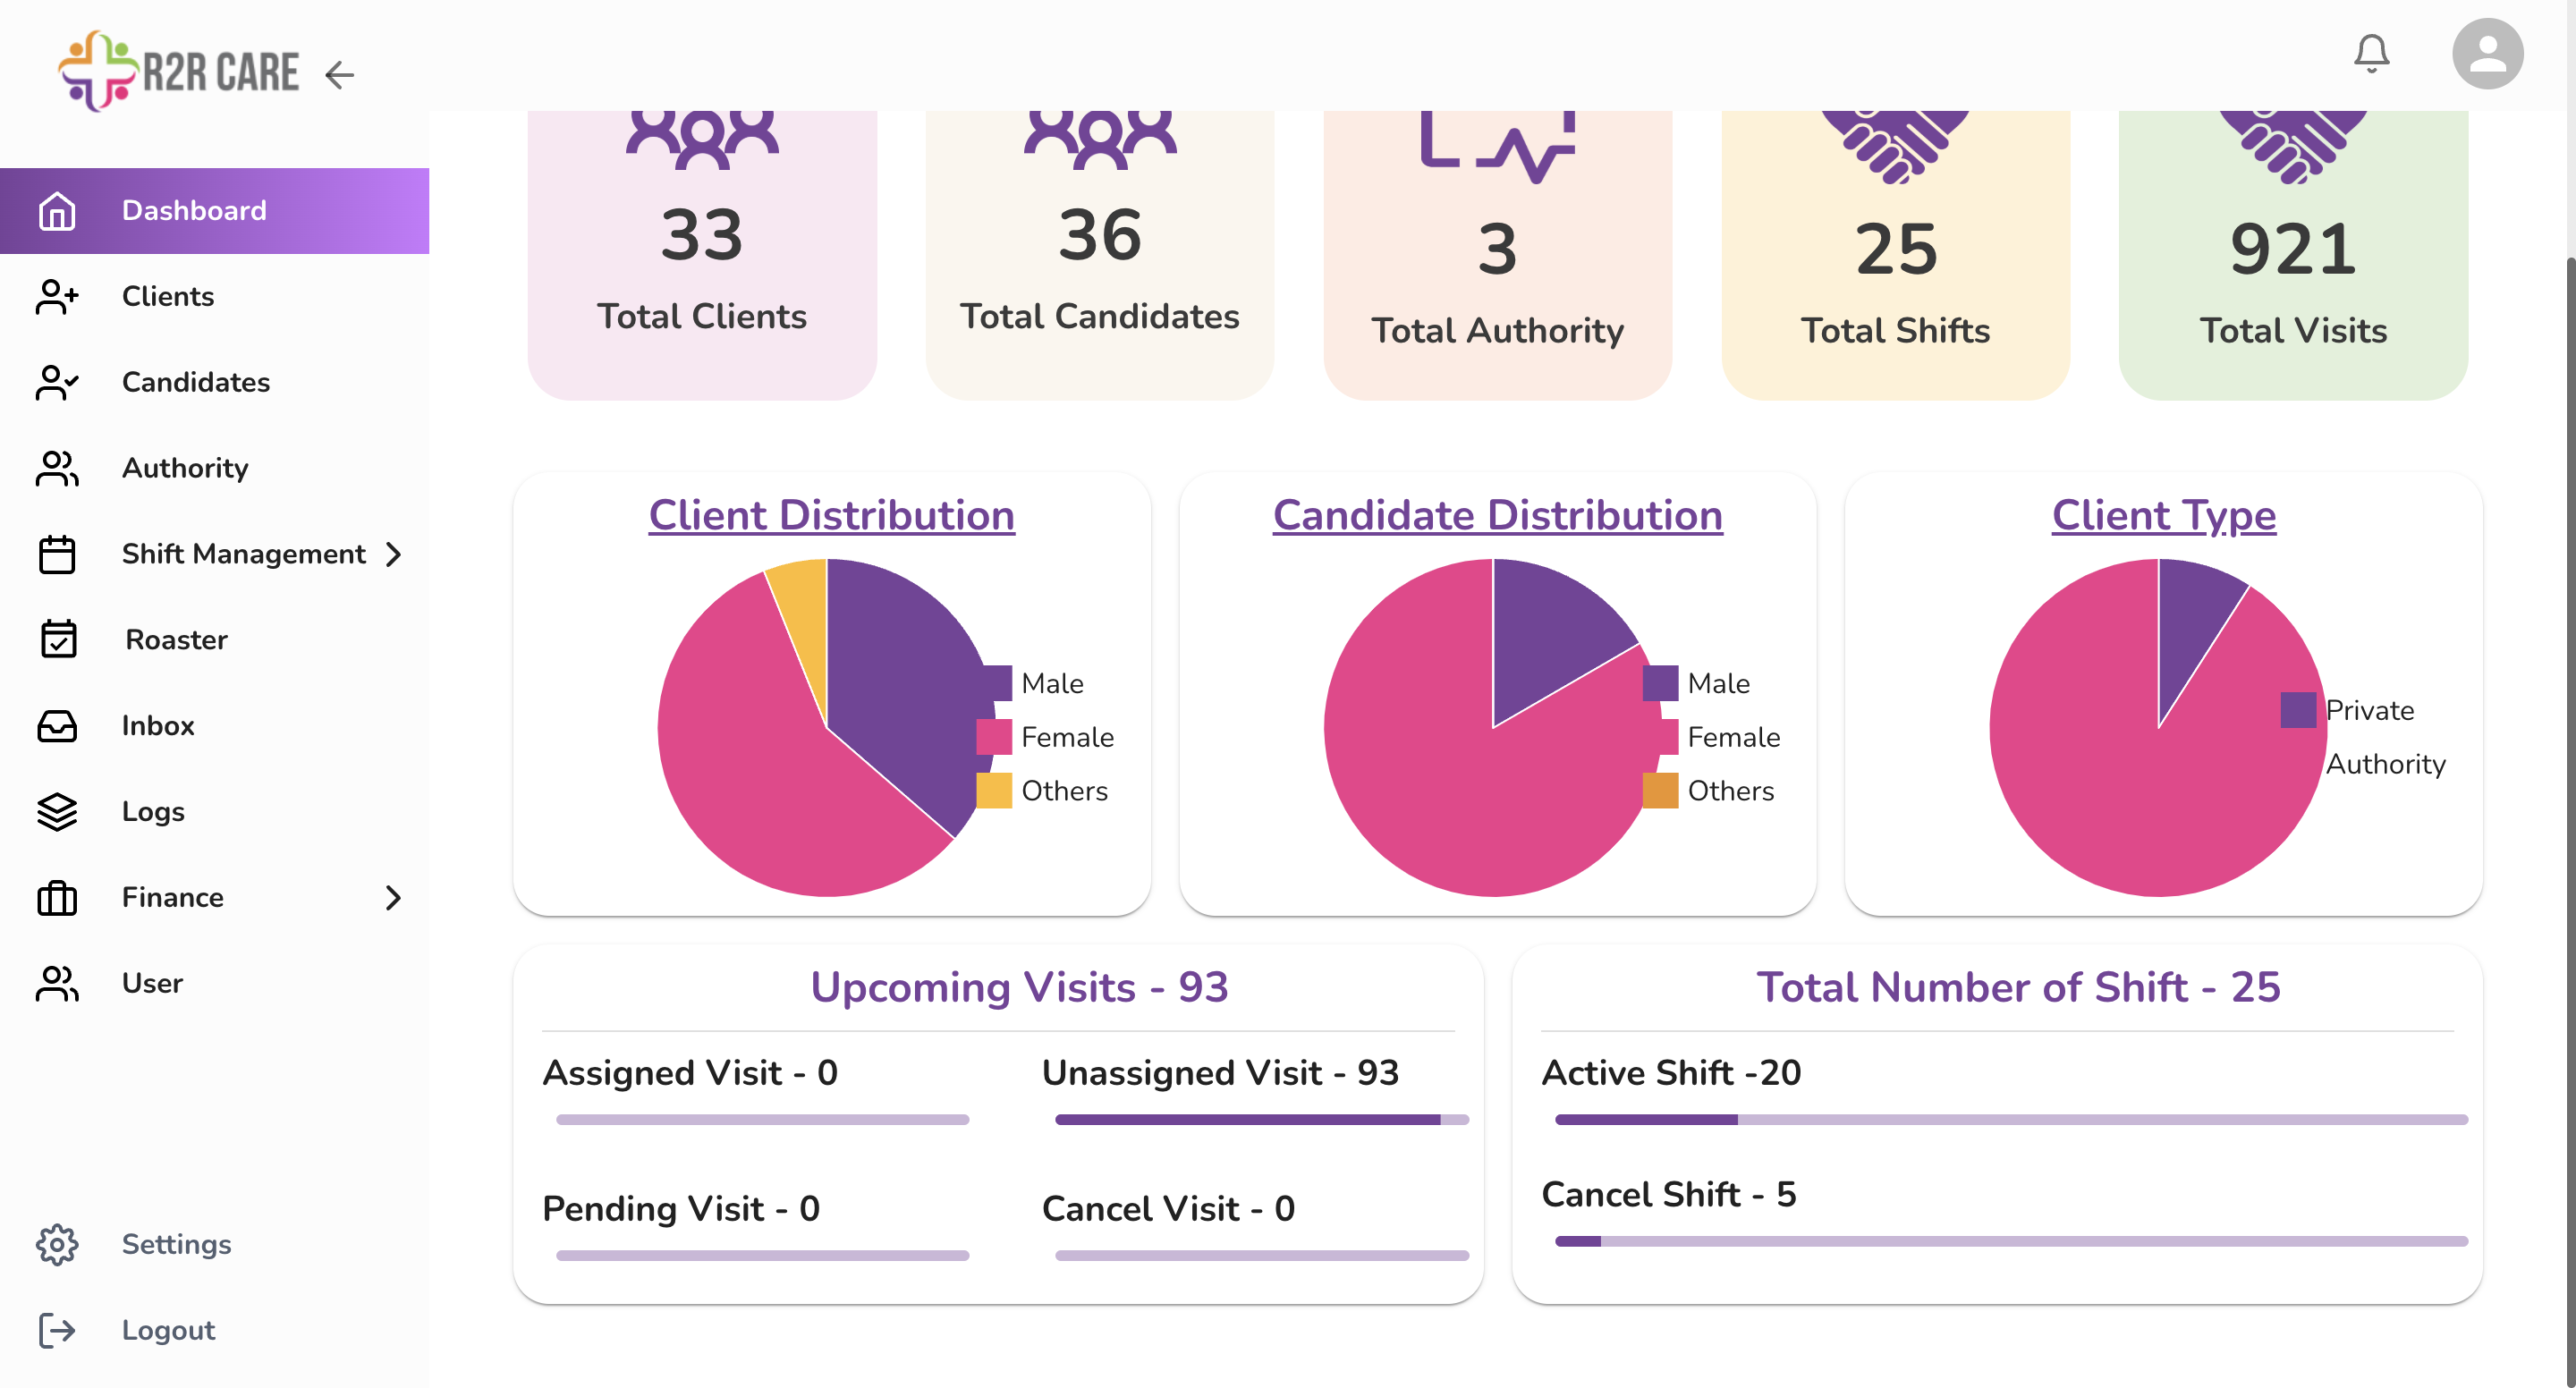 R2R CARE
Dashboard
Clients
Candidates
Authority
Shift Management
Roaster
Inbox
Logs
Finance
User
Settings
Logout
33
Total Clients
36
Total Candidates
3
Total Authority
25
Total Shifts
921
Total Visits
Client Distribution
Male
Female
Others
Candidate Distribution
Male
Female
Others
Client Type
Private
Authority
Upcoming Visits - 93
Assigned Visit - 0
Unassigned Visit - 93
Pending Visit - 0
Cancel Visit - 0
Total Number of Shift - 25
Active Shift -20
Cancel Shift - 5